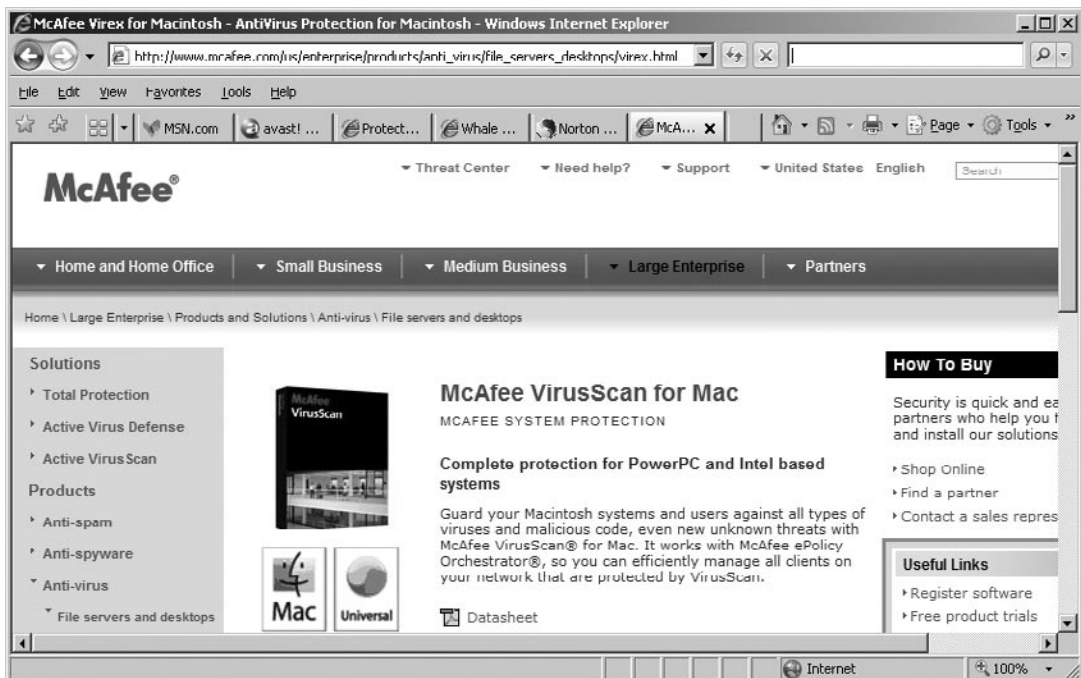 McAfee Virex for Macintosh - AntiVirus Protection for Macintosh - Windows Internet Explorer
http://www.mcafee.com/us/enterprise/products/anti_virus/file_servers_desktops/virex.html
File Edit View Favorites Tools Help
MSN.com avast! ... Protect... Whale ... Norton ... McA... Page Tools
Threat Center Need help? Support United States English Search
McAfee®
Home and Home Office Small Business Medium Business Large Enterprise Partners
Home \ Large Enterprise \ Products and Solutions \ Anti-virus \ File servers and desktops
Solutions
Total Protection
Active Virus Defense
Active VirusScan
Products
Anti-spam
Anti-spyware
Anti-virus
File servers and desktops
McAfee
VirusScan
Mac
Universal
McAfee VirusScan for Mac
MCAFEE SYSTEM PROTECTION
Complete protection for PowerPC and Intel based
systems
Guard your Macintosh systems and users against all types of
viruses and malicious code, even new unknown threats with
McAfee VirusScan® for Mac. It works with McAfee ePolicy
Orchestrator®, so you can efficiently manage all clients on
your network that are protected by VirusScan.
Datasheet
How To Buy
Security is quick and ea
partners who help you f
and install our solutions
Shop Online
Find a partner
Contact a sales repres
Useful Links
Register software
Free product trials
Internet 100%